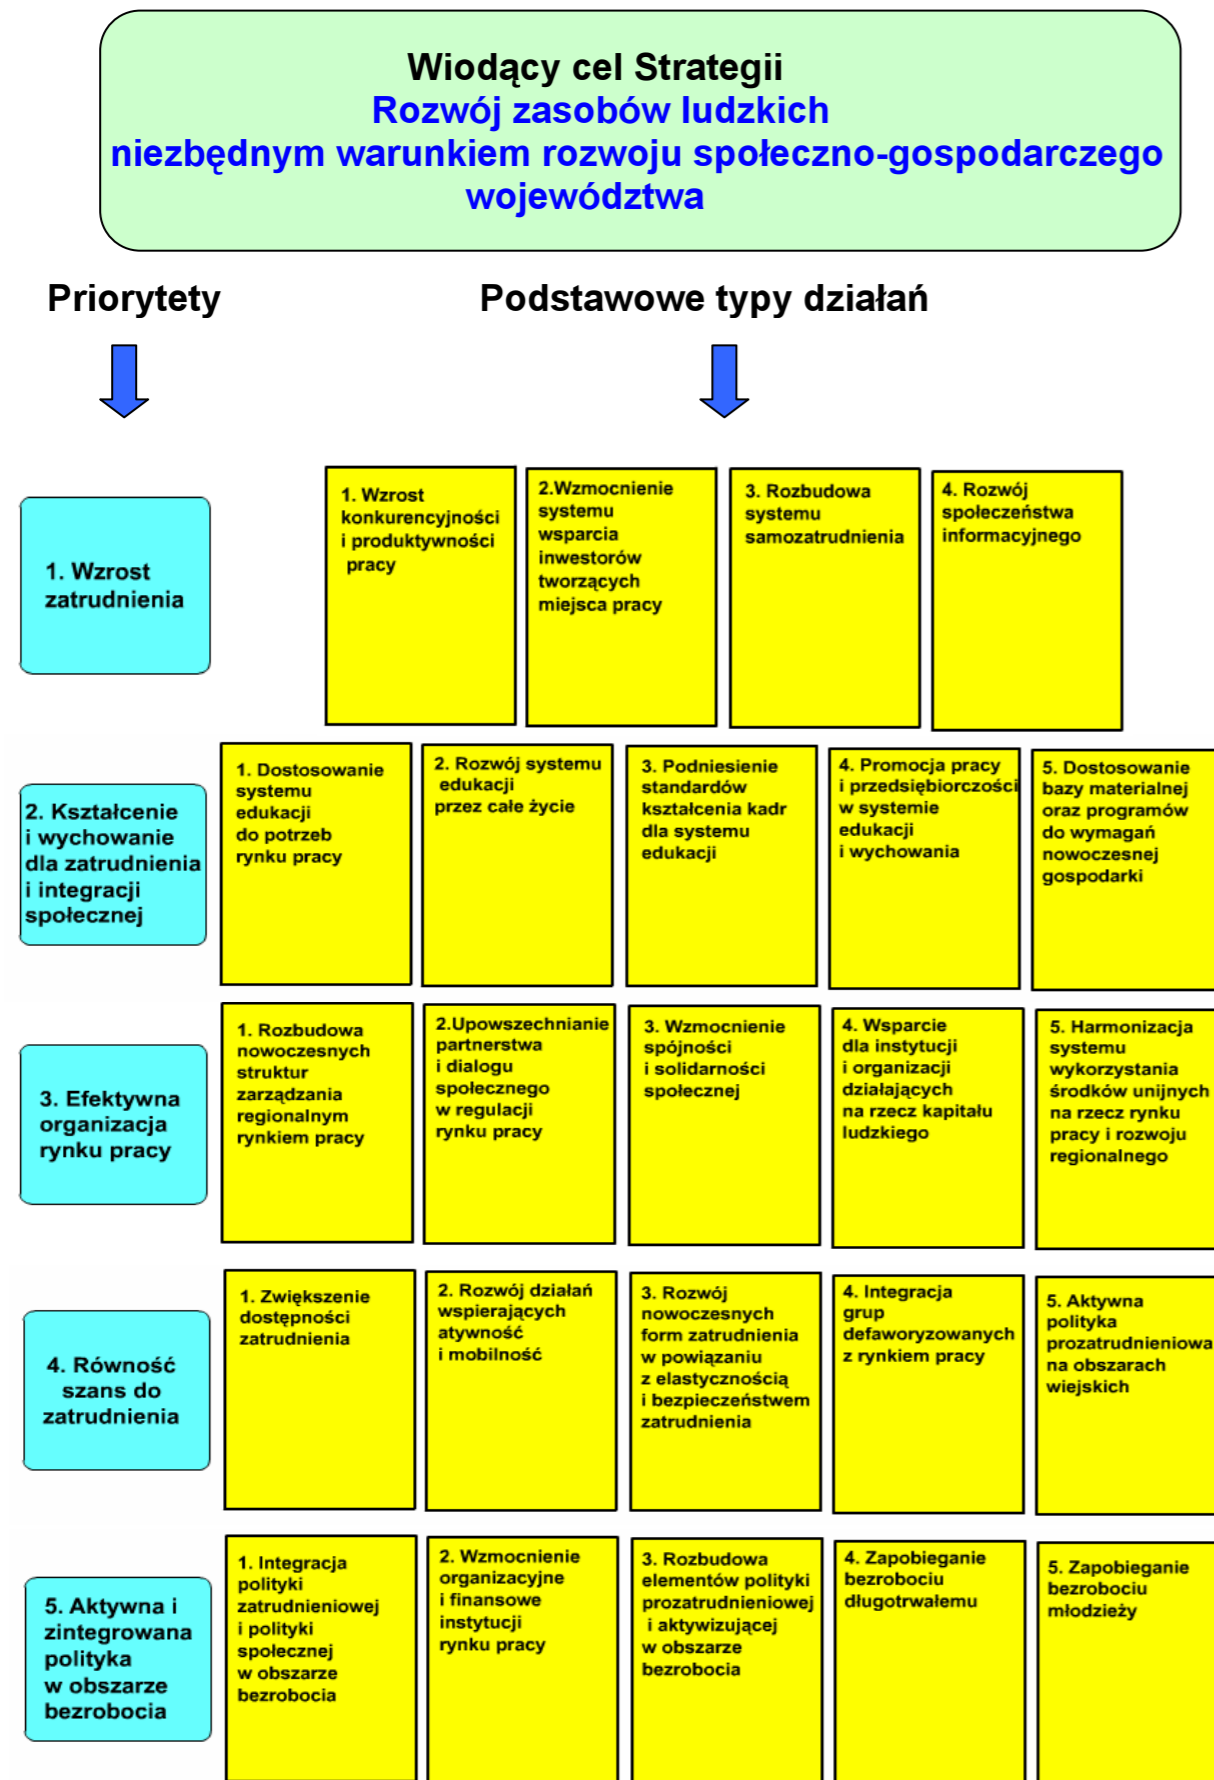 Wiodący cel Strategii
Rozwój zasobów ludzkich
niezbędnym warunkiem rozwoju społeczno-gospodarczego
województwa
Priorytety
Podstawowe typy działań
1. Wzrost
zatrudnienia
1. Wzrost
konkurencyjności
i produktywności
pracy
2.Wzmocnienie
systemu
wsparcia
inwestorów
tworzących
miejsca pracy
3. Rozbudowa
systemu
samozatrudnienia
4. Rozwój
społeczeństwa
informacyjnego
2. Kształcenie
i wychowanie
dla zatrudnienia
i integracji
społecznej
1. Dostosowanie
systemu
edukacji
do potrzeb
rynku pracy
2. Rozwój systemu
edukacji
przez całe życie
3. Podniesienie
standardów
kształcenia kadr
dla systemu
edukacji
4. Promocja pracy
i przedsiębiorczości
w systemie
edukacji
i wychowania
5. Dostosowanie
bazy materialnej
oraz programów
do wymagań
nowoczesnej
gospodarki
3. Efektywna
organizacja
rynku pracy
1. Rozbudowa
nowoczesnych
struktur
zarządzania
regionalnym
rynkiem pracy
2.Upowszechnianie
partnerstwa
i dialogu
społecznego
w regulacji
rynku pracy
3. Wzmocnienie
spójności
i solidarności
społecznej
4. Wsparcie
dla instytucji
i organizacji
działających
na rzecz kapitału
ludzkiego
5. Harmonizacja
systemu
wykorzystania
środków unijnych
na rzecz rynku
pracy i rozwoju
regionalnego
4. Równość
szans do
zatrudnienia
1. Zwiększenie
dostępności
zatrudnienia
2. Rozwój działań
wspierających
atywność
i mobilność
3. Rozwój
nowoczesnych
form zatrudnienia
w powiązaniu
z elastycznością
i bezpieczeństwem
zatrudnienia
4. Integracja
grup
defaworyzowanych
z rynkiem pracy
5. Aktywna
polityka
prozatrudnieniowa
na obszarach
wiejskich
5. Aktywna i
zintegrowana
polityka
w obszarze
bezrobocia
1. Integracja
polityki
zatrudnieniowej
i polityki
społecznej
w obszarze
bezrobocia
2. Wzmocnienie
organizacyjne
i finansowe
instytucji
rynku pracy
3. Rozbudowa
elementów polityki
prozatrudnieniowej
i aktywizującej
w obszarze
bezrobocia
4. Zapobieganie
bezrobociu
długotrwałemu
5. Zapobieganie
bezrobociu
młodzieży